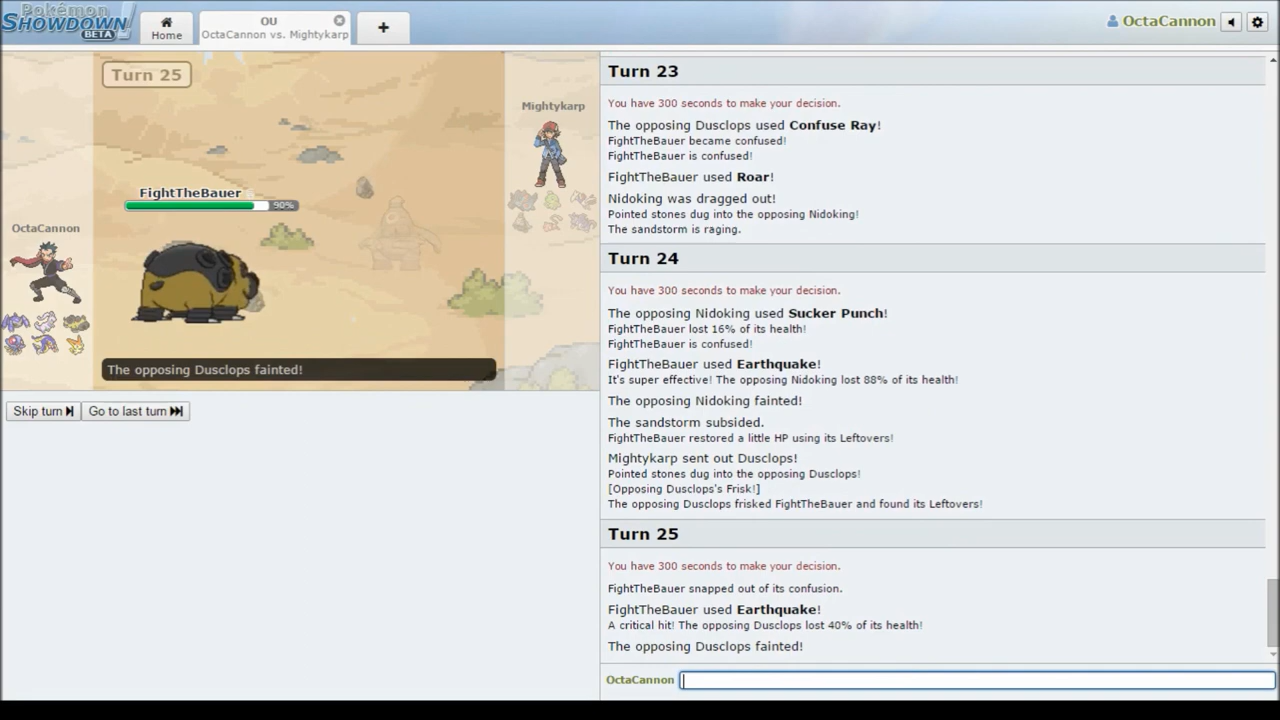 Pokémon
SHOWDOWN
BETA
Home
OU
OctaCannon vs. Mightykarp
+
OctaCannon
Turn 25
Mightykarp
FightTheBauer
90%
OctaCannon
The opposing Dusclops fainted!
Skip turn
Go to last turn
Turn 23
You have 300 seconds to make your decision.
The opposing Dusclops used Confuse Ray!
FightTheBauer became confused!
FightTheBauer is confused!
FightTheBauer used Roar!
Nidoking was dragged out!
Pointed stones dug into the opposing Nidoking!
The sandstorm is raging.
Turn 24
You have 300 seconds to make your decision.
The opposing Nidoking used Sucker Punch!
FightTheBauer lost 16% of its health!
FightTheBauer is confused!
FightTheBauer used Earthquake!
It's super effective! The opposing Nidoking lost 88% of its health!
The opposing Nidoking fainted!
The sandstorm subsided.
FightTheBauer restored a little HP using its Leftovers!
Mightykarp sent out Dusclops!
Pointed stones dug into the opposing Dusclops!
[Opposing Dusclops's Frisk!]
The opposing Dusclops frisked FightTheBauer and found its Leftovers!
Turn 25
You have 300 seconds to make your decision.
FightTheBauer snapped out of its confusion.
FightTheBauer used Earthquake!
A critical hit! The opposing Dusclops lost 40% of its health!
The opposing Dusclops fainted!
OctaCannon